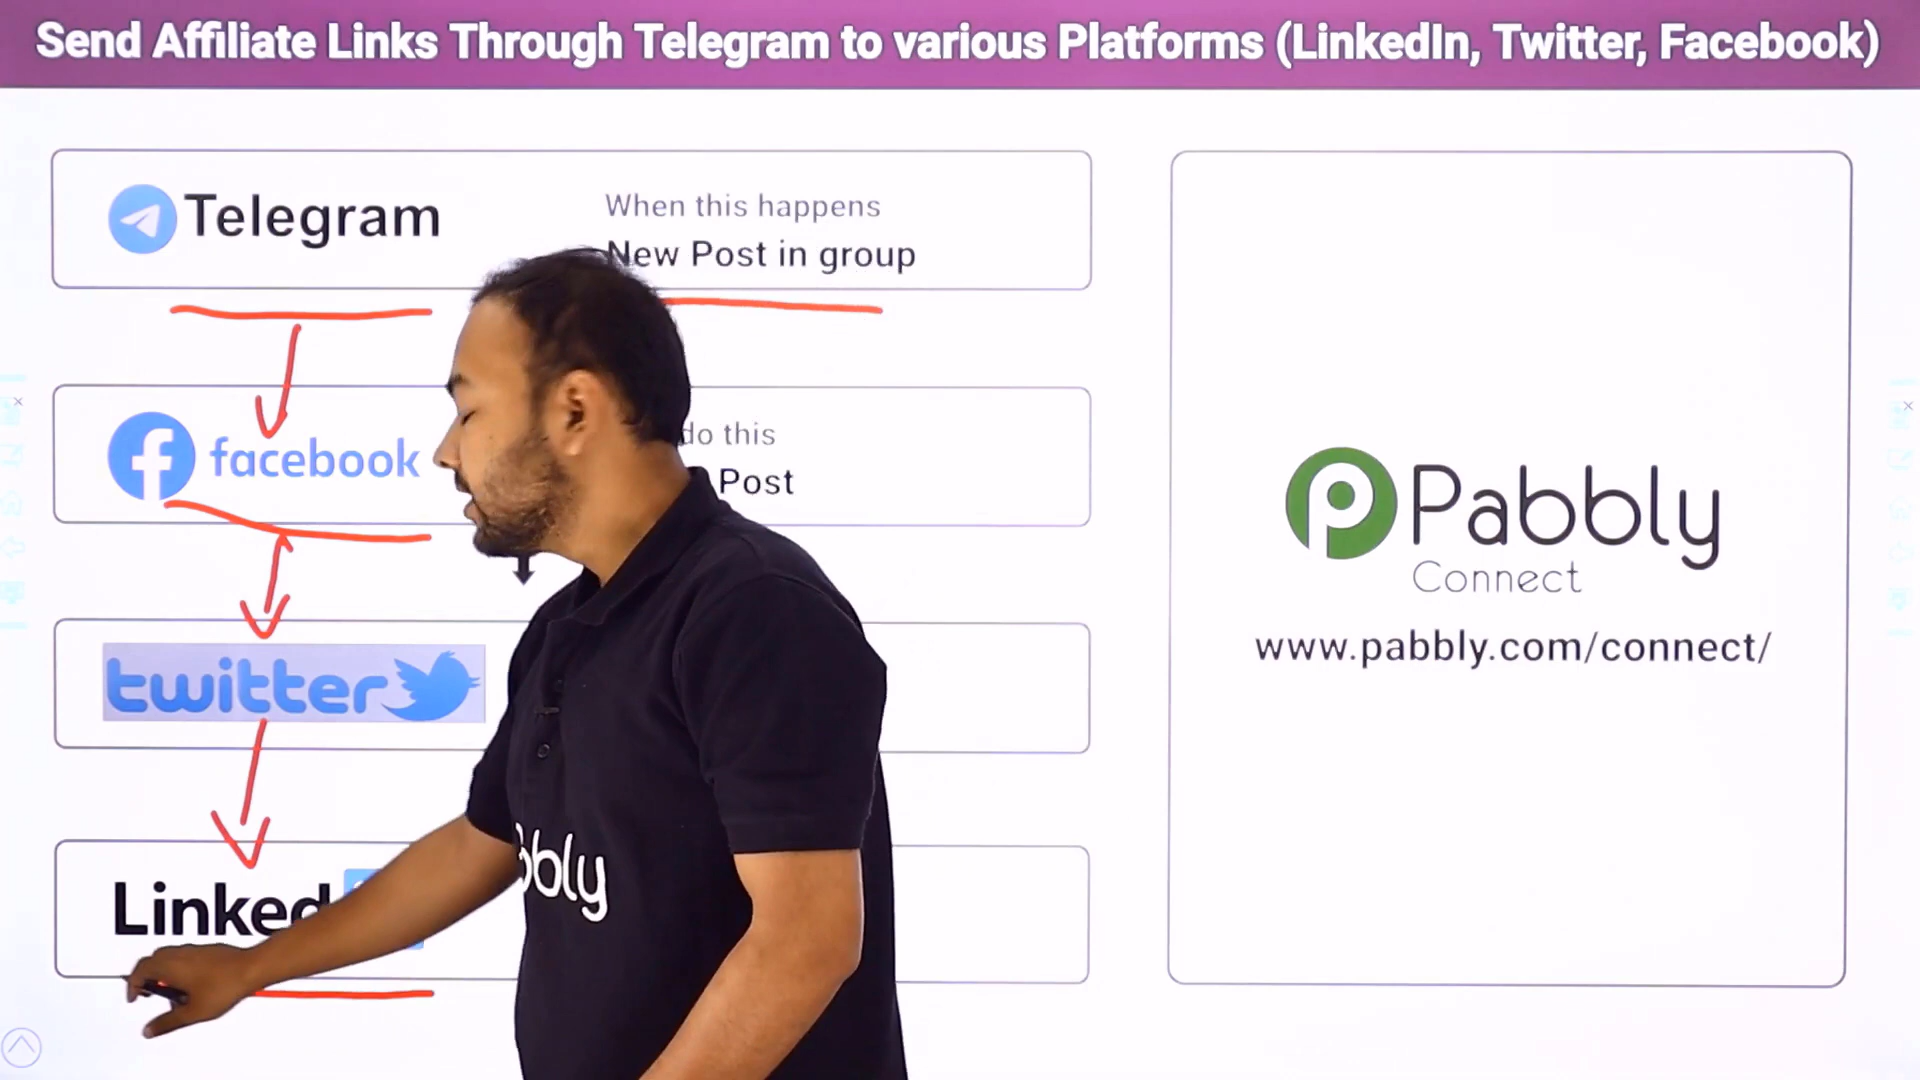 Send Affiliate Links Through Telegram to various Platforms (LinkedIn, Twitter, Facebook)
Telegram
When this happens
New Post in group
facebook
do this
Post
twitter
Linked
Pabbly
Connect
www.pabbly.com/connect/
bbly